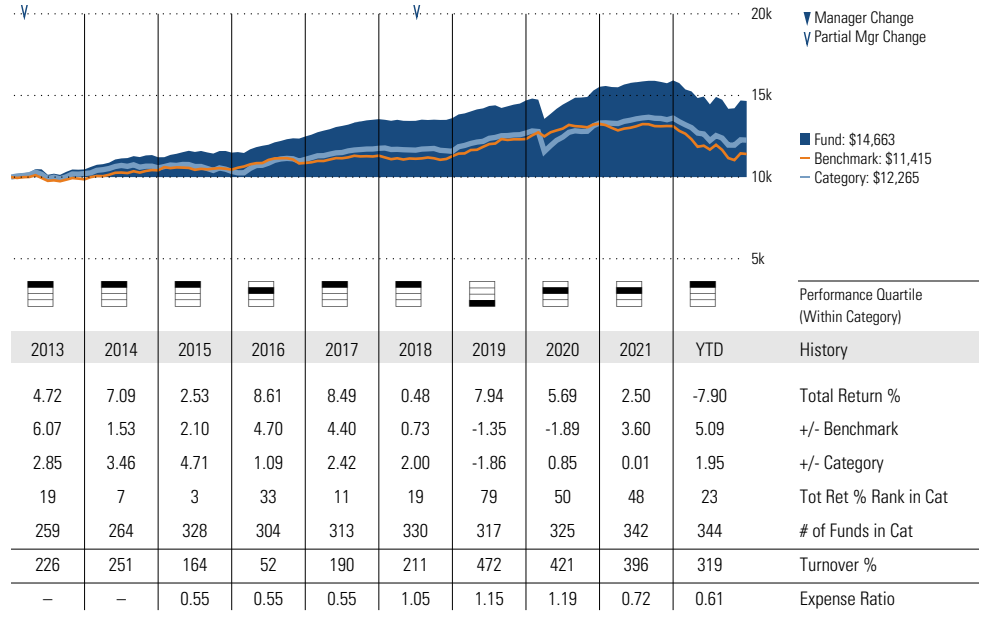 20k
Manager Change
Partial Mgr Change
15k
Fund: $14,663
Benchmark: $11,415
10k
Category: $12,265
5k
Performance Quartile
(Within Category)
2013 2014 2015 2016 2017 2018 2019 2020 2021 YTD History
4.72 7.09 2.53 8.61 8.49 0.48 7.94 5.69 2.50 -7.90 Total Return %
6.07 1.53 2.10 4.70 4.40 0.73 -1.35 -1.89 3.60 5.09 +/- Benchmark
2.85 3.46 4.71 1.09 2.42 2.00 -1.86 0.85 0.01 1.95 +/- Category
19 7 3 33 11 19 79 50 48 23 Tot Ret % Rank in Cat
259 264 328 304 313 330 317 325 342 344 # of Funds in Cat
226 251 164 52 190 211 472 421 396 319 Turnover %
– – 0.55 0.55 0.55 1.05 1.15 1.19 0.72 0.61 Expense Ratio